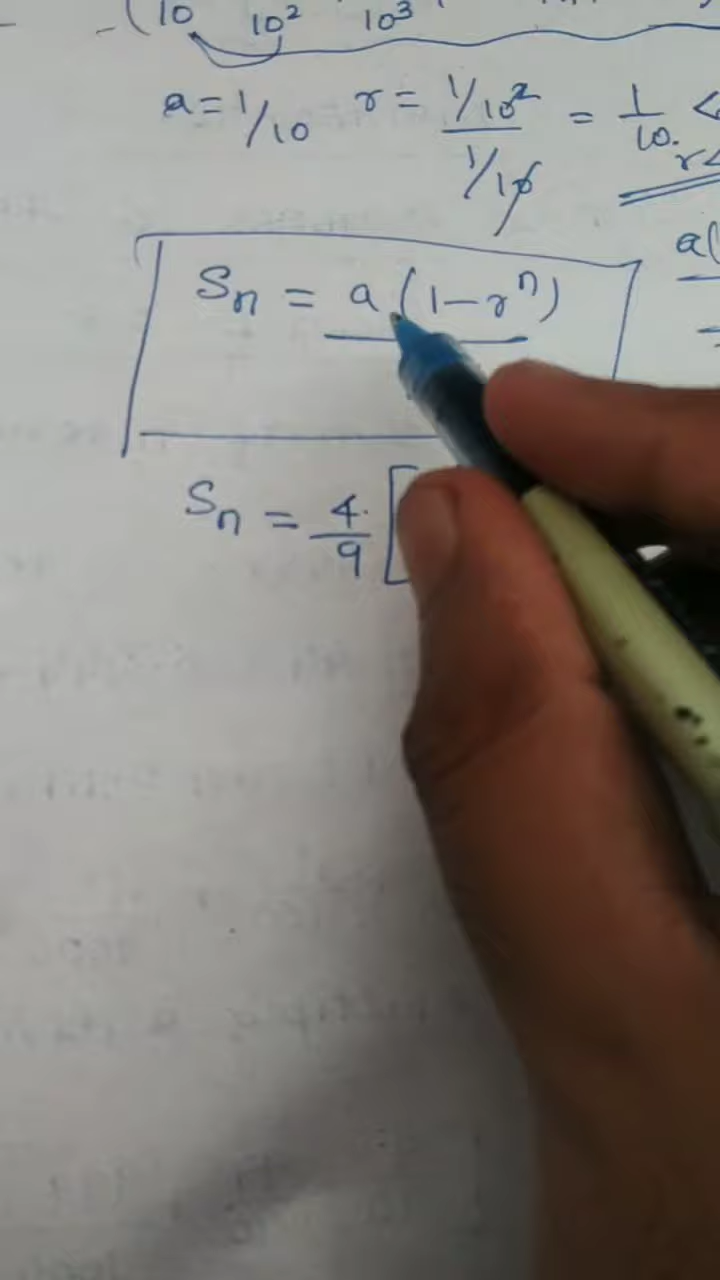 - ( 10 10² 10³
a = 1/10 r = 1/10² / 1/10 = 1/10. <
r<
Sn = a (1 - rⁿ) a(
Sn = 4/9 [